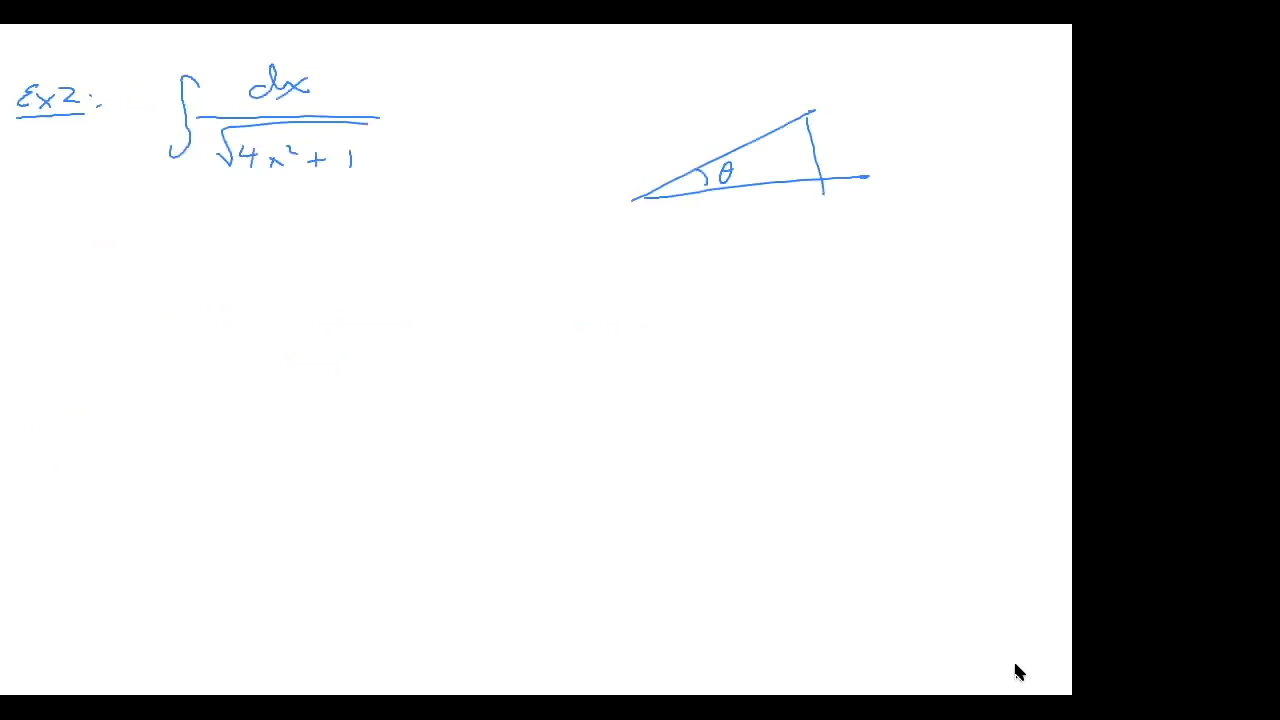 Ex2:
∫ dx / √(4x² + 1)
θ